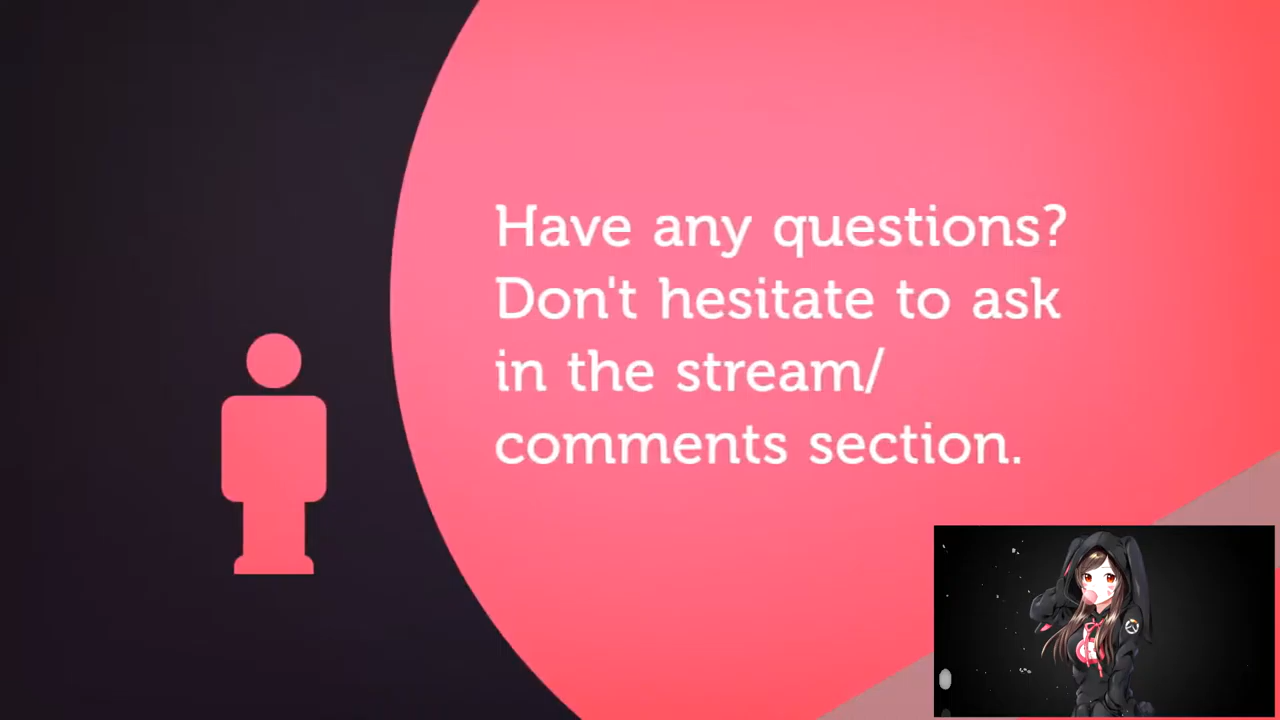 Have any questions?
Don't hesitate to ask
in the stream/
comments section.